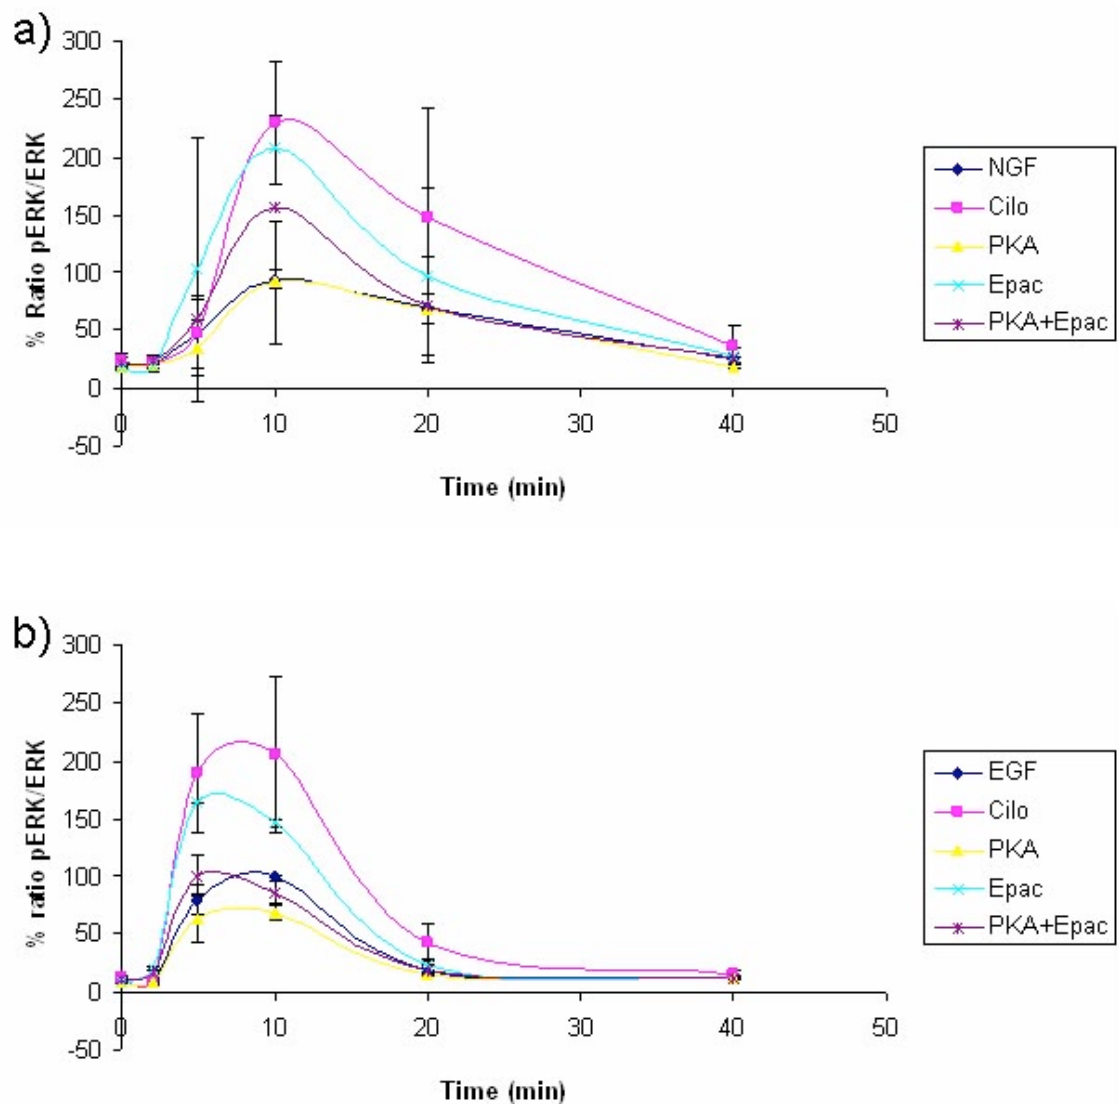 a)
300
250
200
150
100
50
0
-50
% Ratio pERK/ERK
0 10 20 30 40 50
Time (min)
NGF
Cilo
PKA
Epac
PKA+Epac
b)
300
250
200
150
100
50
0
-50
% ratio pERK/ERK
0 10 20 30 40 50
Time (min)
EGF
Cilo
PKA
Epac
PKA+Epac